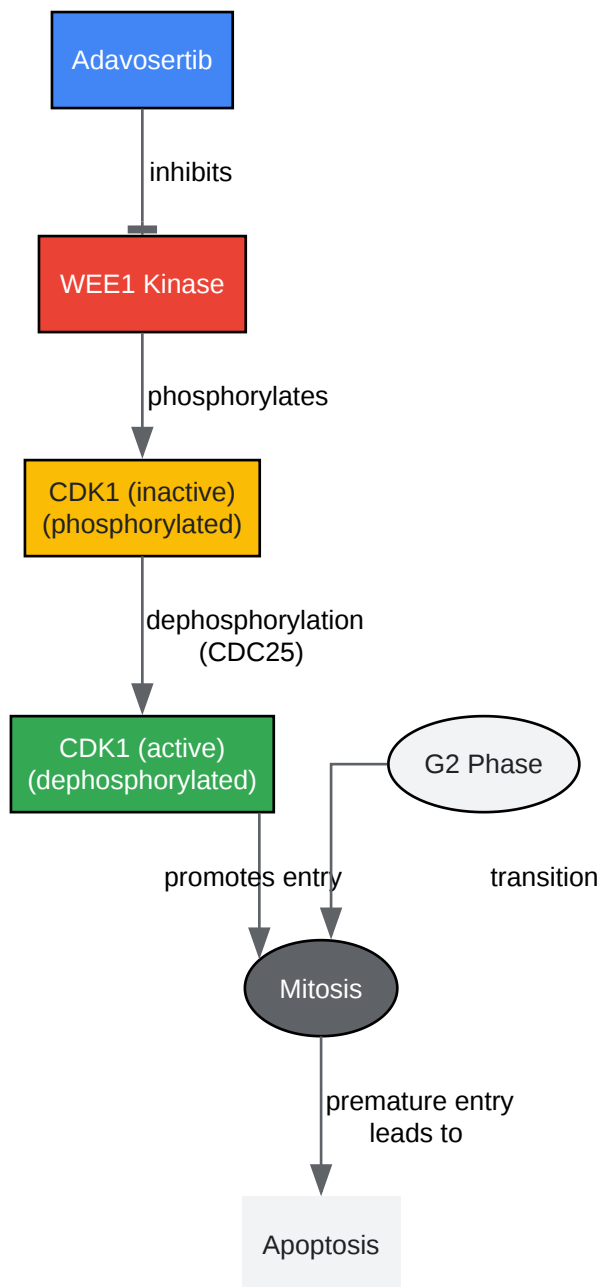 Adavosertib
inhibits
WEE1 Kinase
phosphorylates
CDK1 (inactive)
(phosphorylated)
dephosphorylation
(CDC25)
CDK1 (active)
(dephosphorylated)
G2 Phase
promotes entry
transition
Mitosis
premature entry
leads to
Apoptosis